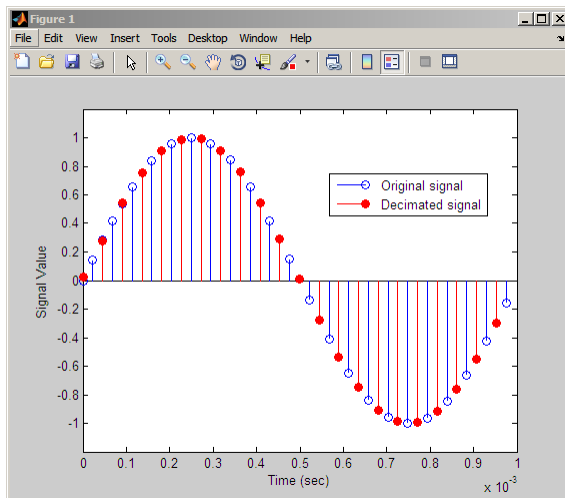 Figure 1
File Edit View Insert Tools Desktop Window Help
1
0.8
0.6
0.4
0.2
0
-0.2
-0.4
-0.6
-0.8
-1
Signal Value
Original signal
Decimated signal
0 0.1 0.2 0.3 0.4 0.5 0.6 0.7 0.8 0.9 1
Time (sec)
x 10^-3